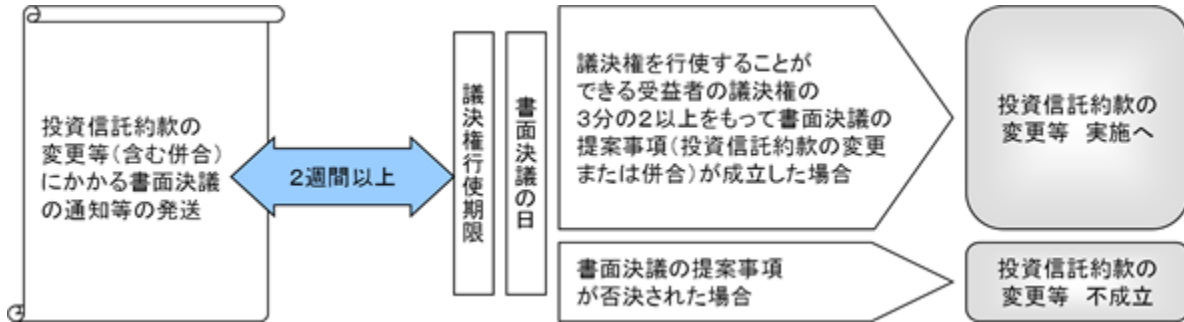 投資信託約款の
変更等(含む併合)
にかかる書面決議
の通知等の発送
2週間以上
議決権行使期限
書面決議の日
議決権を行使することが
できる受益者の議決権の
3分の2以上をもって書面決議の
提案事項(投資信託約款の変更
または併合)が成立した場合
投資信託約款の
変更等 実施へ
書面決議の提案事項
が否決された場合
投資信託約款の
変更等 不成立